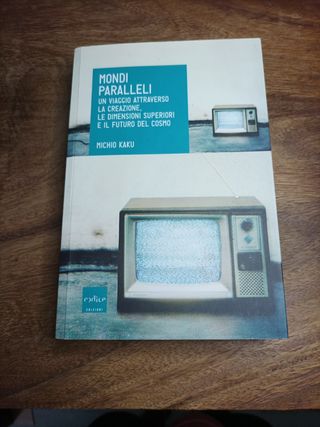 MONDI
PARALLELI
UN VIAGGIO ATTRAVERSO
LA CREAZIONE,
LE DIMENSIONI SUPERIORI
E IL FUTURO DEL COSMO
MICHIO KAKU
codice
EDIZIONI